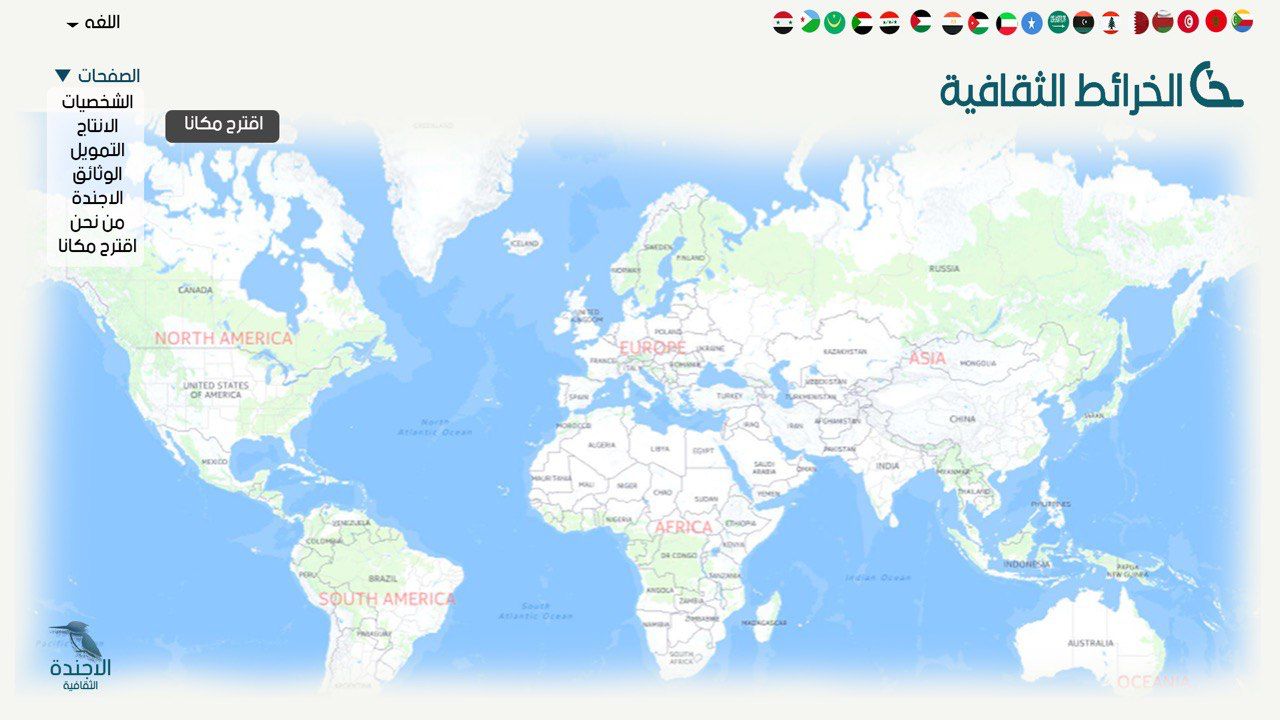 اللغه
الخرائط الثقافية
الصفحات
الشخصيات
الانتاج
التمويل
الوثائق
الاجندة
من نحن
اقترح مكانا
اقترح مكانا
GREENLAND
ICELAND
SWEDEN
FINLAND
NORWAY
RUSSIA
CANADA
UNITED
KINGDOM
NORTH AMERICA
POLAND
EUROPE
UKRAINE
FRANCE
ROMANIA
KAZAKHSTAN
ASIA
MONGOLIA
UNITED STATES
OF AMERICA
SPAIN
TURKEY
UZBEKISTAN
TURKMENISTAN
North
Atlantic Ocean
MOROCCO
IRAQ
IRAN
AFGHANISTAN
CHINA
JAPAN
ALGERIA
LIBYA
EGYPT
PAKISTAN
MEXICO
SAUDI
ARABIA
OMAN
INDIA
MYANMAR
MAURITANIA
MALI
NIGER
CHAD
SUDAN
YEMEN
THAILAND
PHILIPPINES
VENEZUELA
NIGERIA
AFRICA
ETHIOPIA
COLOMBIA
KENYA
DR CONGO
INDONESIA
PAPUA
NEW GUINEA
PERU
BRAZIL
TANZANIA
Indian Ocean
SOUTH AMERICA
ANGOLA
ZAMBIA
South
Atlantic Ocean
NAMIBIA
ZIMBABWE
MADAGASCAR
PARAGUAY
AUSTRALIA
SOUTH
AFRICA
ARGENTINA
OCEANIA
الاجندة
الثقافية